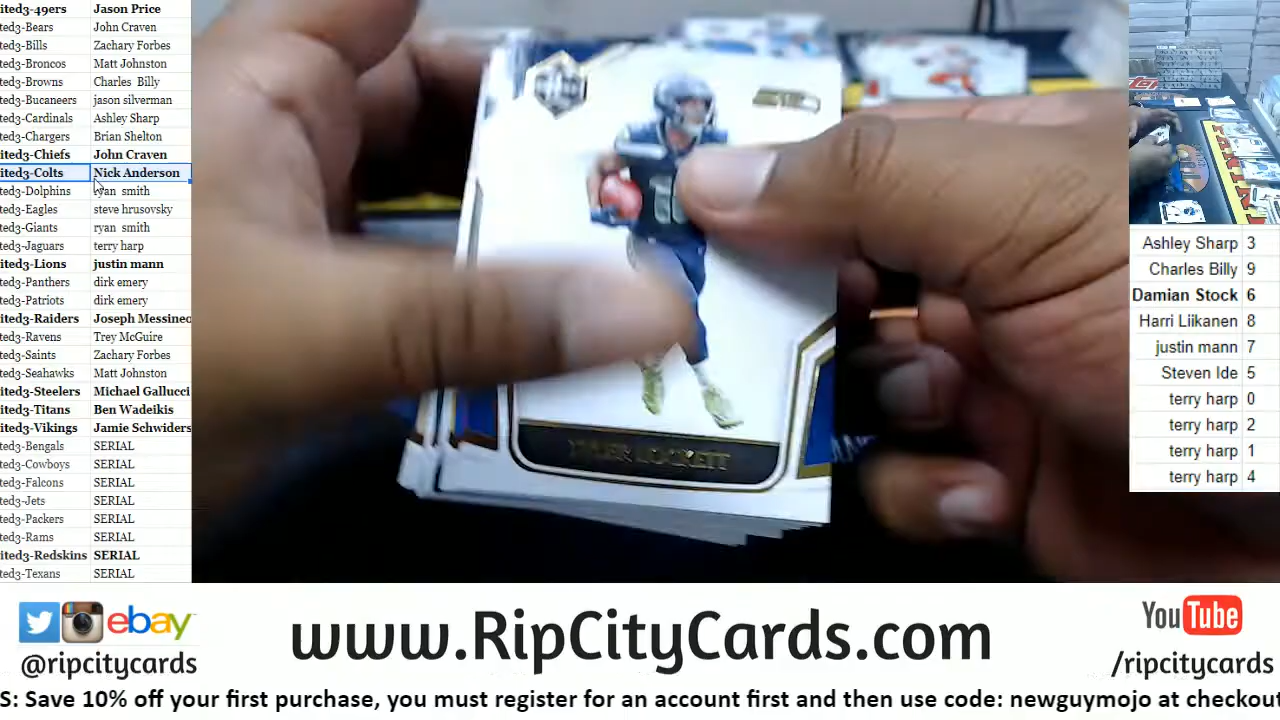 ited3-49ers Jason Price
ted3-Bears John Craven
ted3-Bills Zachary Forbes
ted3-Broncos Matt Johnston
ted3-Browns Charles Billy
ted3-Bucaneers jason silverman
ted3-Cardinals Ashley Sharp
ted3-Chargers Brian Shelton
ited3-Chiefs John Craven
ited3-Colts Nick Anderson
ted3-Dolphins ryan smith
ted3-Eagles steve hrusovsky
ted3-Giants ryan smith
ted3-Jaguars terry harp
ited3-Lions justin mann
ted3-Panthers dirk emery
ted3-Patriots dirk emery
ited3-Raiders Joseph Messineo
ted3-Ravens Trey McGuire
ted3-Saints Zachary Forbes
ted3-Seahawks Matt Johnston
ited3-Steelers Michael Gallucci
ited3-Titans Ben Wadeikis
ited3-Vikings Jamie Schwiders
ted3-Bengals SERIAL
ted3-Cowboys SERIAL
ted3-Falcons SERIAL
ted3-Jets SERIAL
ted3-Packers SERIAL
ted3-Rams SERIAL
ited3-Redskins SERIAL
ted3-Texans SERIAL
TYLER LOCKETT
Ashley Sharp 3
Charles Billy 9
Damian Stock 6
Harri Liikanen 8
justin mann 7
Steven Ide 5
terry harp 0
terry harp 2
terry harp 1
terry harp 4
ebay
@ripcitycards
www.RipCityCards.com
YouTube
/ripcitycards
S: Save 10% off your first purchase, you must register for an account first and then use code: newguymojo at checkout